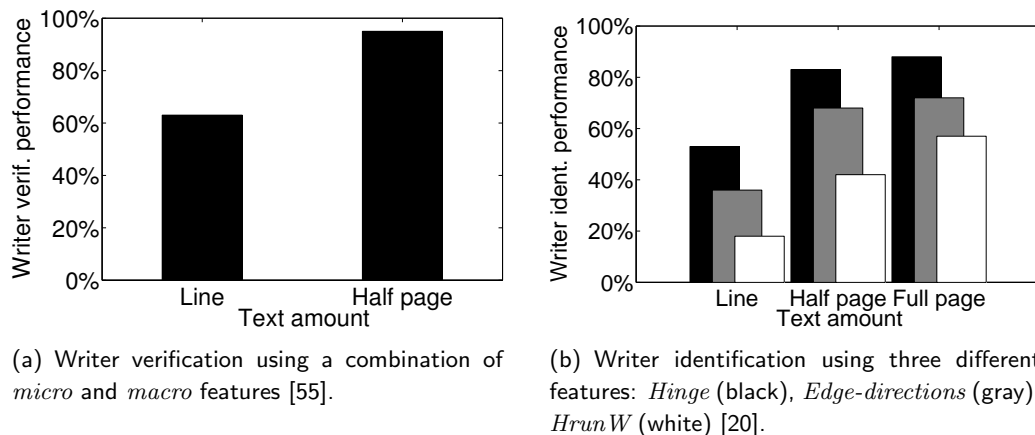 100%
80%
60%
40%
20%
0%
Writer verif. performance
Line Half page
Text amount
100%
80%
60%
40%
20%
0%
Writer ident. performance
Line Half page Full page
Text amount
(a) Writer verification using a combination of
micro and macro features [55].
(b) Writer identification using three different
features: Hinge (black), Edge-directions (gray)
HrunW (white) [20].